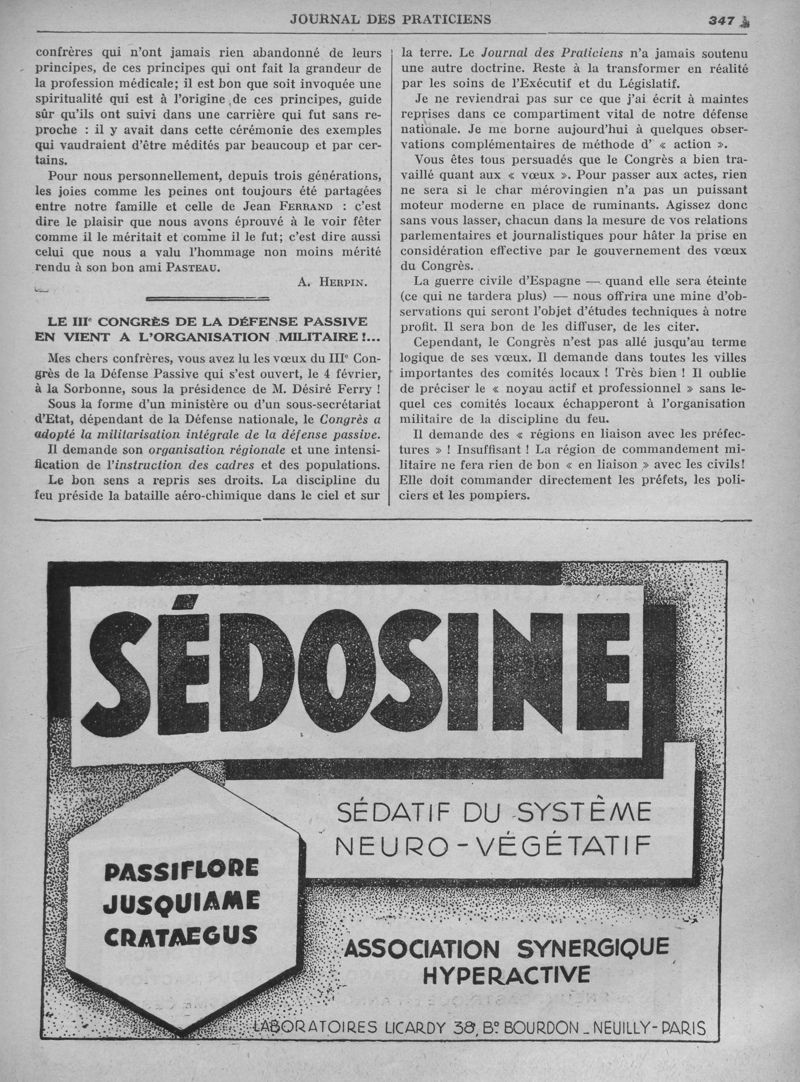 JOURNAL DES PRATICIENS 347
confrères qui n'ont jamais rien abandonné de leurs
principes, de ces principes qui ont fait la grandeur de
la profession médicale; il est bon que soit invoquée une
spiritualité qui est à l'origine de ces principes, guide
sûr qu'ils ont suivi dans une carrière qui fut sans re-
proche : il y avait dans cette cérémonie des exemples
qui vaudraient d'être médités par beaucoup et par cer-
tains.
Pour nous personnellement, depuis trois générations,
les joies comme les peines ont toujours été partagées
entre notre famille et celle de Jean FERRAND : c'est
dire le plaisir que nous avons éprouvé à le voir fêter
comme il le méritait et comme il le fut; c'est dire aussi
celui que nous a valu l'hommage non moins mérité
rendu à son bon ami PASTEAU.
A. HERPIN.
LE IIIe CONGRÈS DE LA DÉFENSE PASSIVE
EN VIENT A L'ORGANISATION MILITAIRE !...
Mes chers confrères, vous avez lu les vœux du IIIe Con-
grès de la Défense Passive qui s'est ouvert, le 4 février,
à la Sorbonne, sous la présidence de M. Désiré Ferry !
Sous la forme d'un ministère ou d'un sous-secrétariat
d'Etat, dépendant de la Défense nationale, le Congrès a
adopté la militarisation intégrale de la défense passive.
Il demande son organisation régionale et une intensi-
fication de l'instruction des cadres et des populations.
Le bon sens a repris ses droits. La discipline du
feu préside la bataille aéro-chimique dans le ciel et sur
la terre. Le Journal des Praticiens n'a jamais soutenu
une autre doctrine. Reste à la transformer en réalité
par les soins de l'Exécutif et du Législatif.
Je ne reviendrai pas sur ce que j'ai écrit à maintes
reprises dans ce compartiment vital de notre défense
nationale. Je me borne aujourd'hui à quelques obser-
vations complémentaires de méthode d' « action ».
Vous êtes tous persuadés que le Congrès a bien tra-
vaillé quant aux « vœux ». Pour passer aux actes, rien
ne sera si le char mérovingien n'a pas un puissant
moteur moderne en place de ruminants. Agissez donc
sans vous lasser, chacun dans la mesure de vos relations
parlementaires et journalistiques pour hâter la prise en
considération effective par le gouvernement des vœux
du Congrès.
La guerre civile d'Espagne — quand elle sera éteinte
(ce qui ne tardera plus) — nous offrira une mine d'ob-
servations qui seront l'objet d'études techniques à notre
profit. Il sera bon de les diffuser, de les citer.
Cependant, le Congrès n'est pas allé jusqu'au terme
logique de ses vœux. Il demande dans toutes les villes
importantes des comités locaux ! Très bien ! Il oublie
de préciser le « noyau actif et professionnel » sans le-
quel ces comités locaux échapperont à l'organisation
militaire de la discipline du feu.
Il demande des « régions en liaison avec les préfec-
tures » ! Insuffisant ! La région de commandement mi-
litaire ne fera rien de bon « en liaison » avec les civils!
Elle doit commander directement les préfets, les poli-
ciers et les pompiers.
SÉDOSINE
SÉDATIF DU SYSTÈME
NEURO-VÉGÉTATIF
PASSIFLORE
JUSQUIAME
CRATAEGUS
ASSOCIATION SYNERGIQUE
HYPERACTIVE
LABORATOIRES LICARDY 38, Bd BOURDON - NEUILLY-PARIS